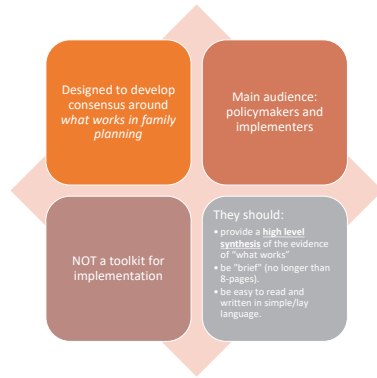 Designed to develop
consensus around
what works in family
planning
Main audience:
policymakers and
implementers
NOT a toolkit for
implementation
They should:
• provide a high level
synthesis of the evidence
of "what works"
• be "brief" (no longer than
8-pages).
• be easy to read and
written in simple/lay
language.